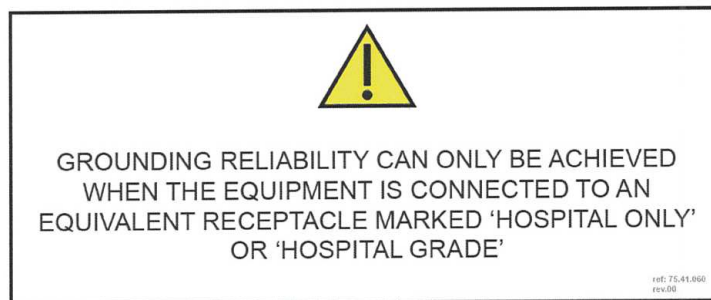 GROUNDING RELIABILITY CAN ONLY BE ACHIEVED
WHEN THE EQUIPMENT IS CONNECTED TO AN
EQUIVALENT RECEPTACLE MARKED ‘HOSPITAL ONLY’
OR ‘HOSPITAL GRADE’
ref: 75.41.060
rev.00